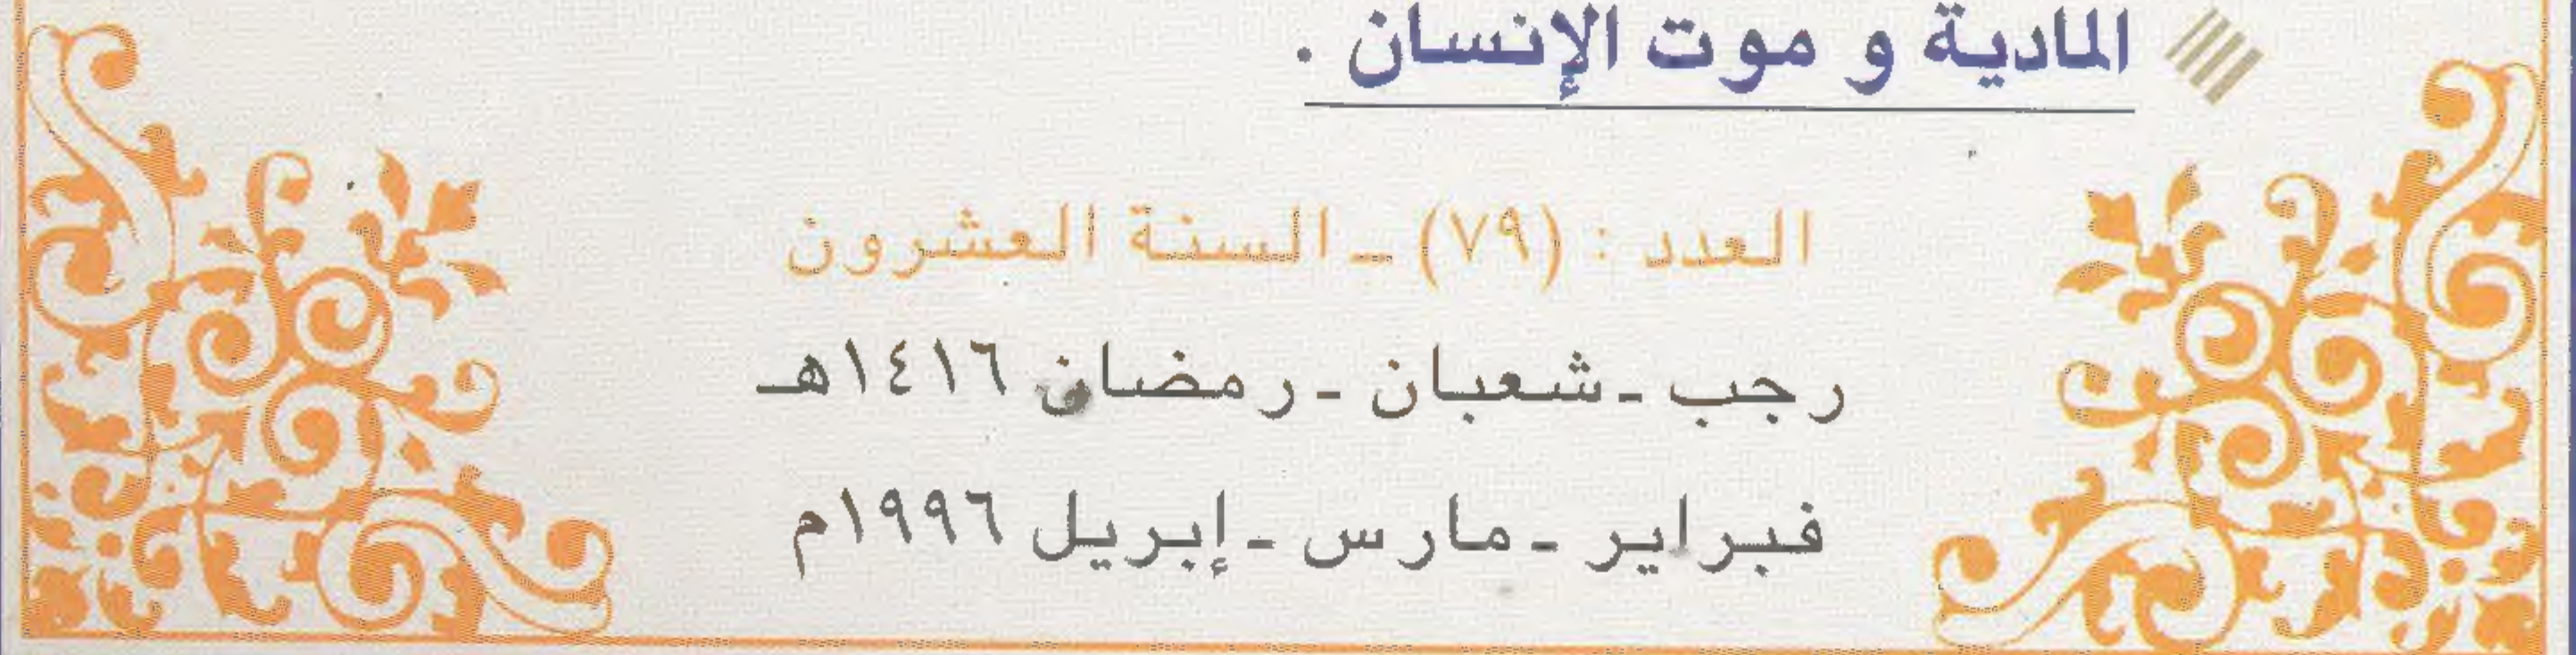 المادية و موت الإنسان .
العدد : (٧٩) ـ السنة العشرون
رجب ـ شعبان ـ رمضان ١٤١٦هـ
فبراير ـ مارس ـ إبريل ١٩٩٦م